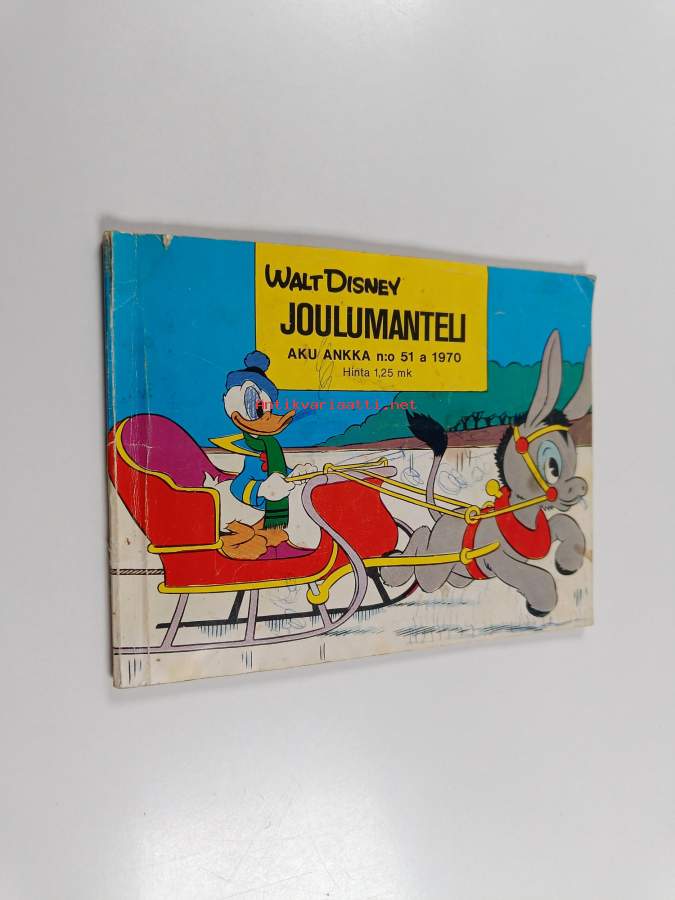 WALT DISNEY
JOULUMANTELI
AKU ANKKA n:o 51 a 1970
Hinta 1,25 mk
Antikvariaatti.net